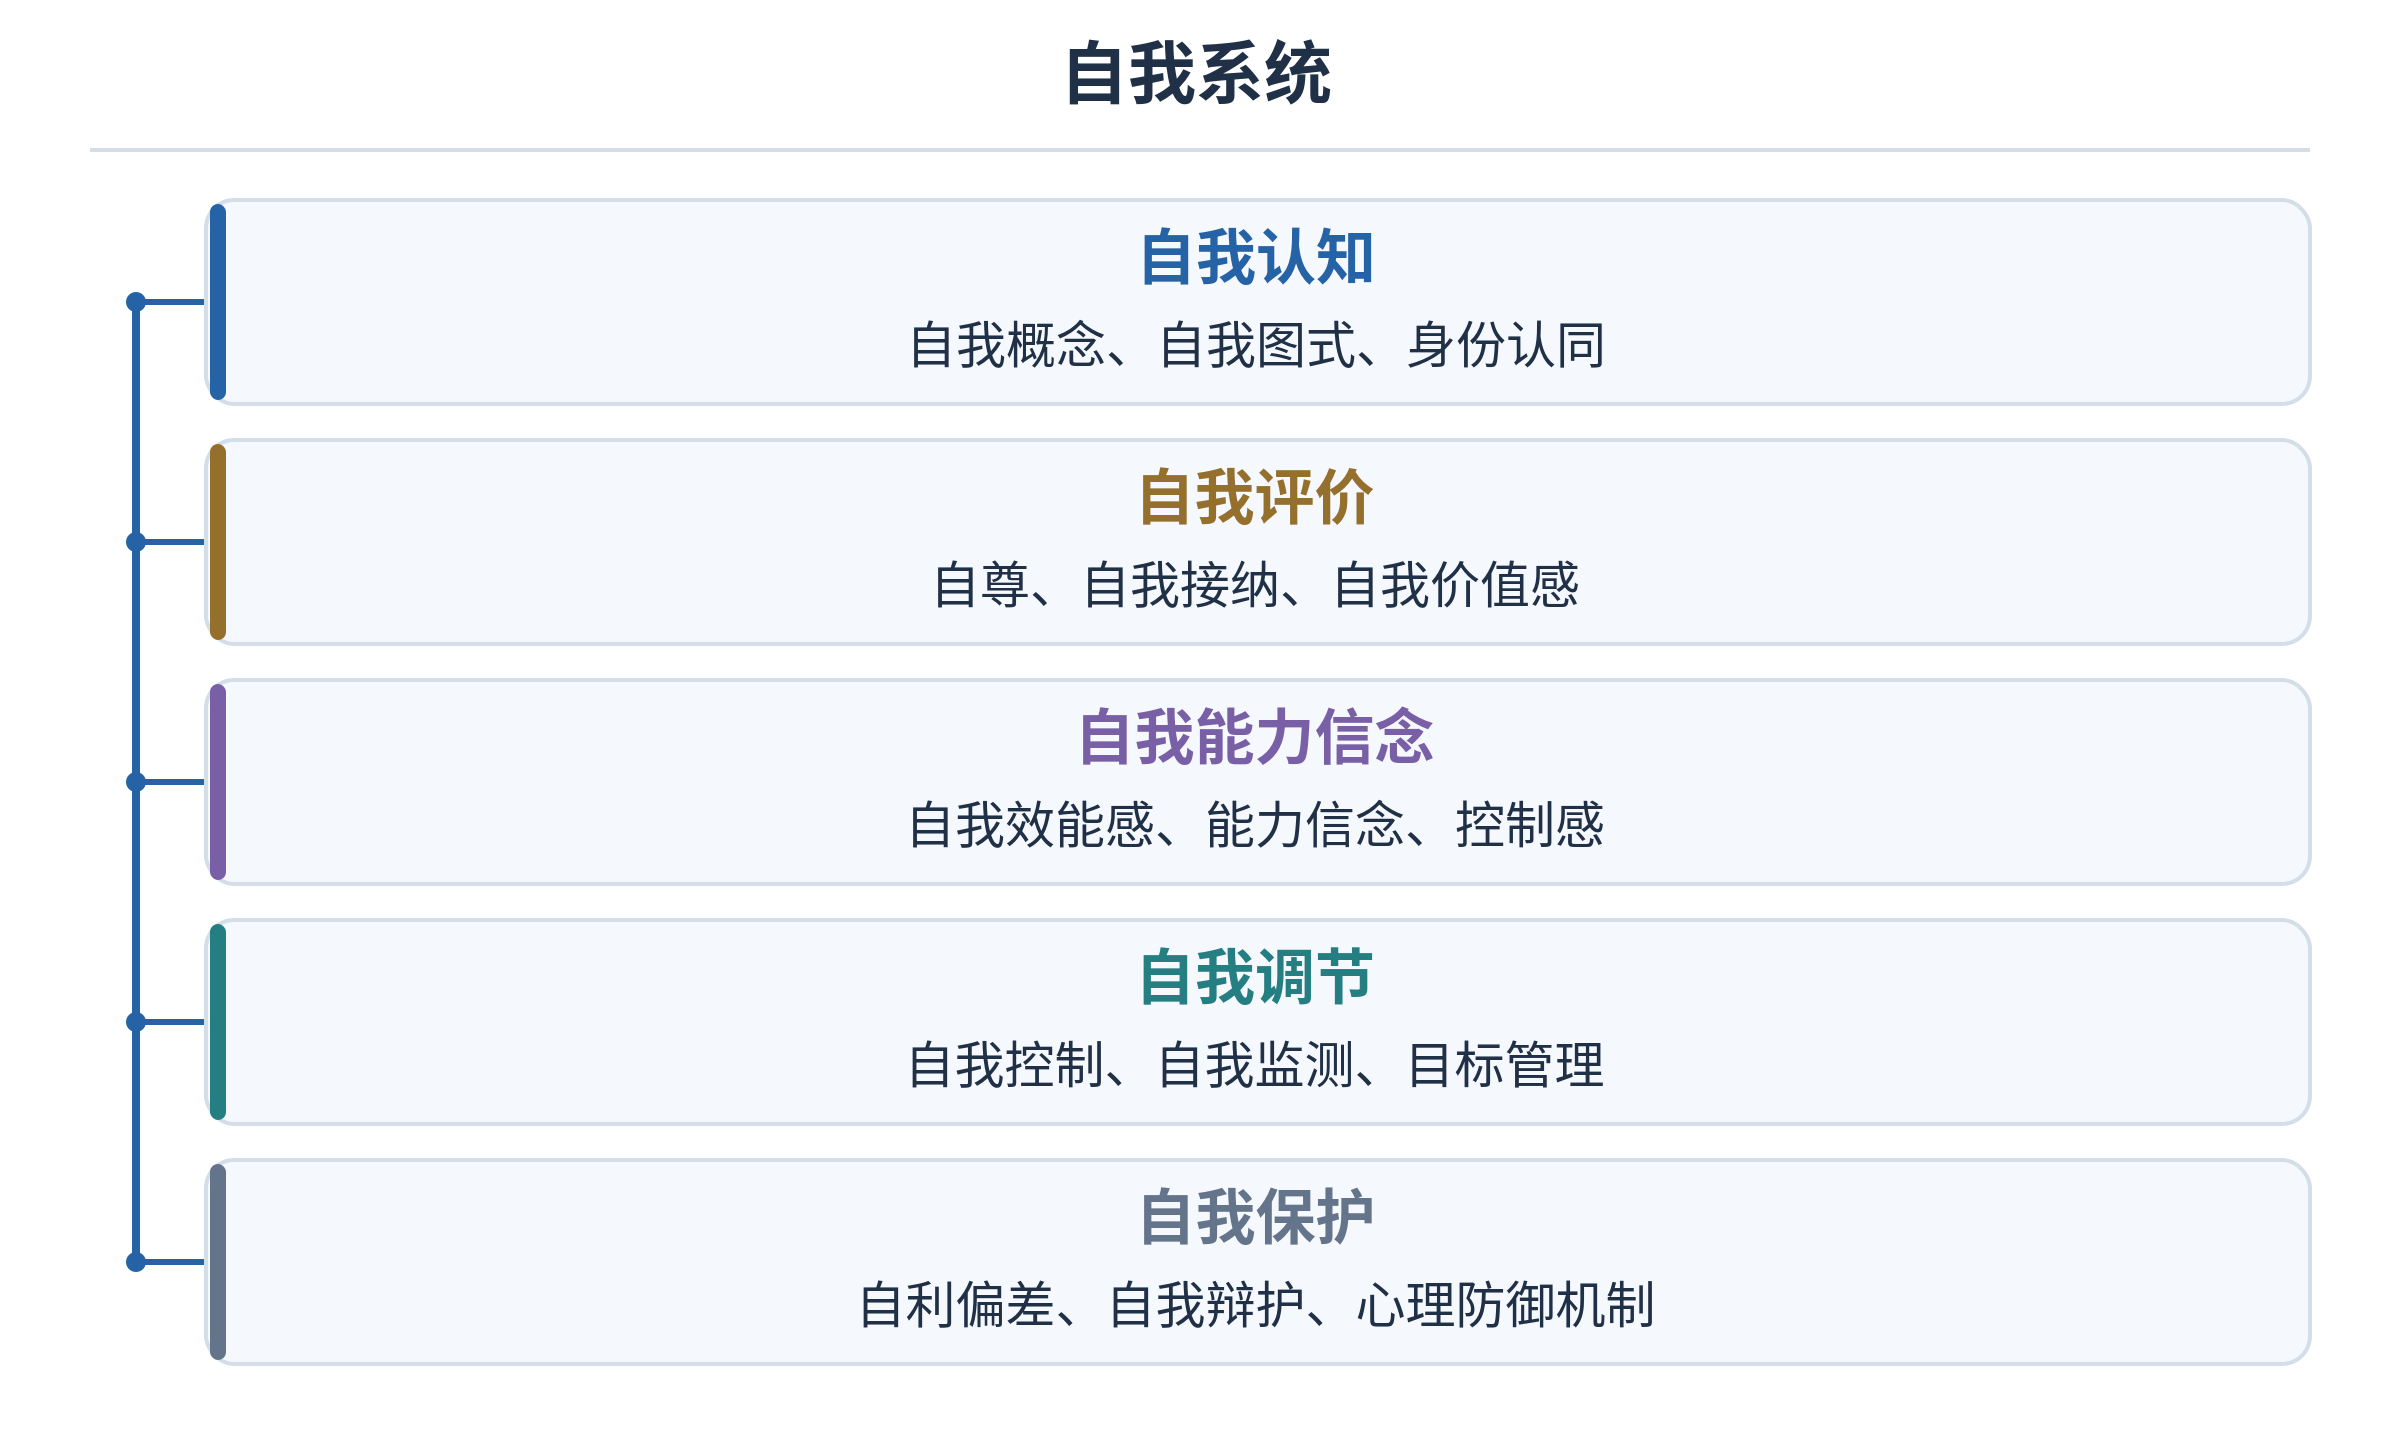 自我系统
自我认知
自我概念、自我图式、身份认同
自我评价
自尊、自我接纳、自我价值感
自我能力信念
自我效能感、能力信念、控制感
自我调节
自我控制、自我监测、目标管理
自我保护
自利偏差、自我辩护、心理防御机制